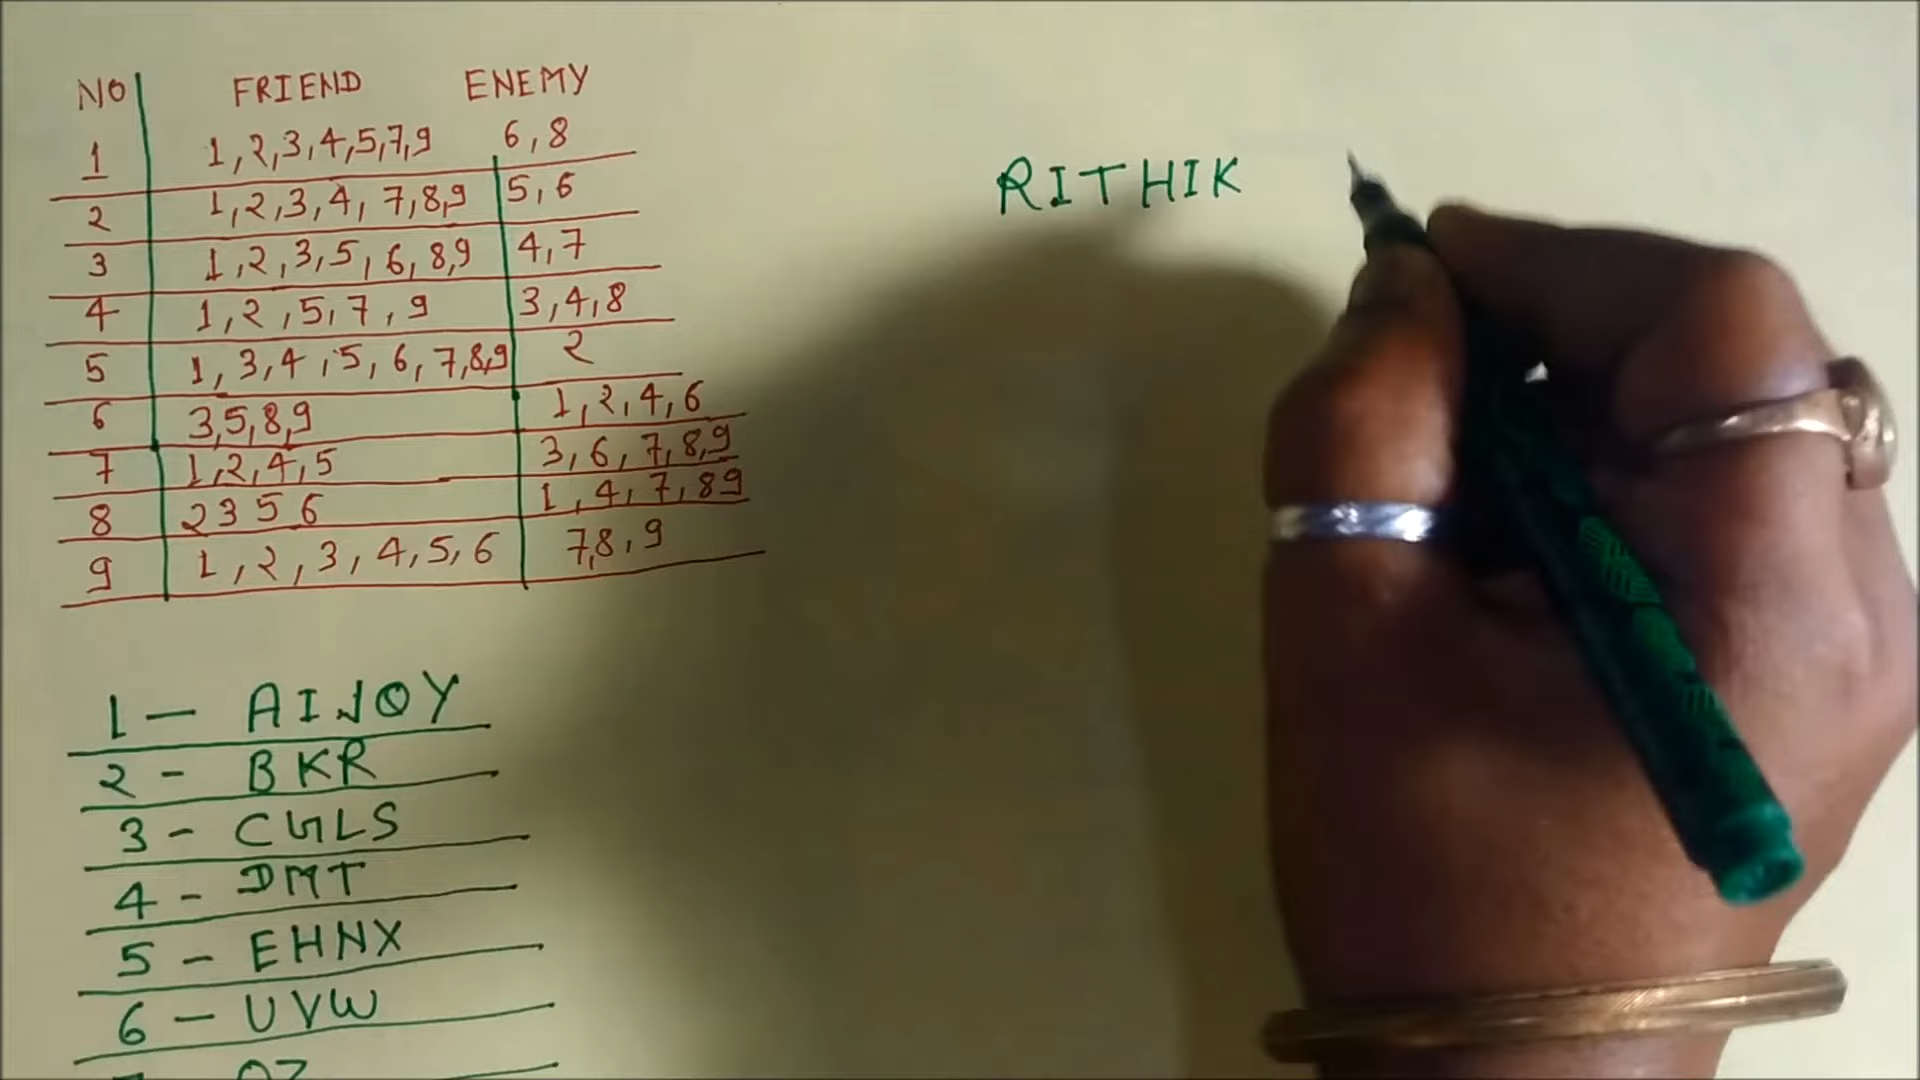 NO FRIEND ENEMY
1 1,2,3,4,5,7,9 6,8
2 1,2,3,4,7,8,9 5,6
3 1,2,3,5,6,8,9 4,7
4 1,2,5,7,9 3,4,8
5 1,3,4,5,6,7,8,9 2
6 3,5,8,9 1,2,4,6
7 1,2,4,5 3,6,7,8,9
8 2 3 5 6 1,4,7,8 9
9 1,2,3,4,5,6 7,8,9
RITHIK
1 - AIJQY
2 - BKR
3 - CGLS
4 - DMT
5 - EHNX
6 - UVW